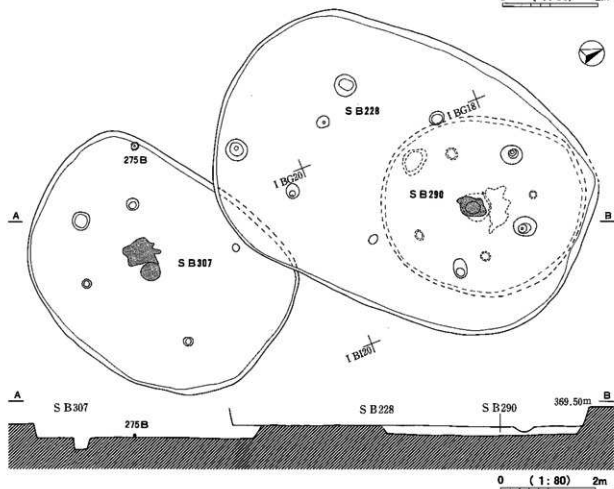 S B228
I BG18
275B
I BG20
S B290
A
B
S B307
I BI20
A
S B307
275B
S B228
S B290
369.50m
B
0 (1:80) 2m